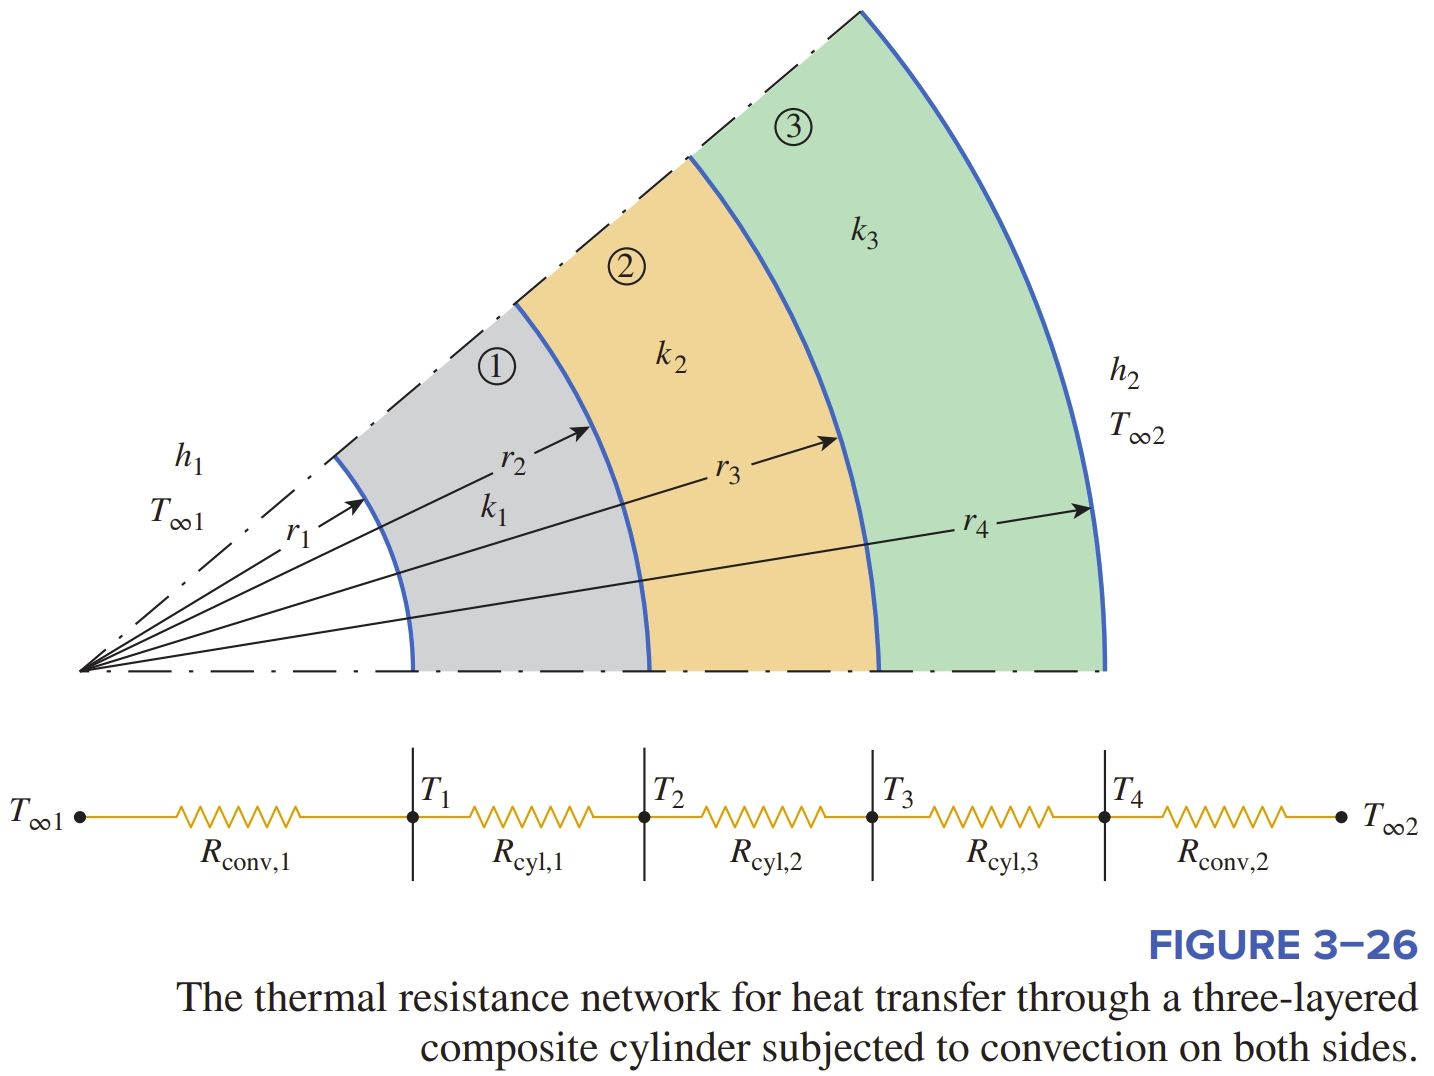 ③
k₃
②
k₂
①
h₂
T∞2
h₁
T∞1
r₂
r₃
k₁
r₁
r₄
T∞1 T₁ T₂ T₃ T₄ T∞2
Rconv,1 Rcyl,1 Rcyl,2 Rcyl,3 Rconv,2
FIGURE 3–26
The thermal resistance network for heat transfer through a three-layered
composite cylinder subjected to convection on both sides.